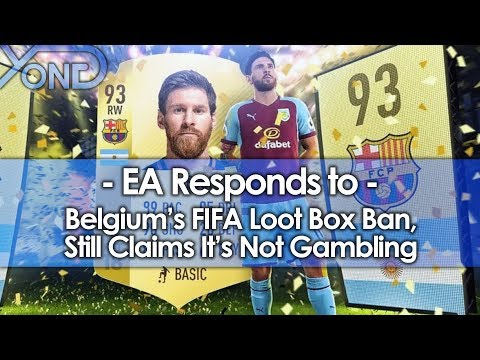 YONG
93
RW
93
dafabet
FCP
- EA Responds to -
Belgium's FIFA Loot Box Ban,
Still Claims It's Not Gambling
BASIC